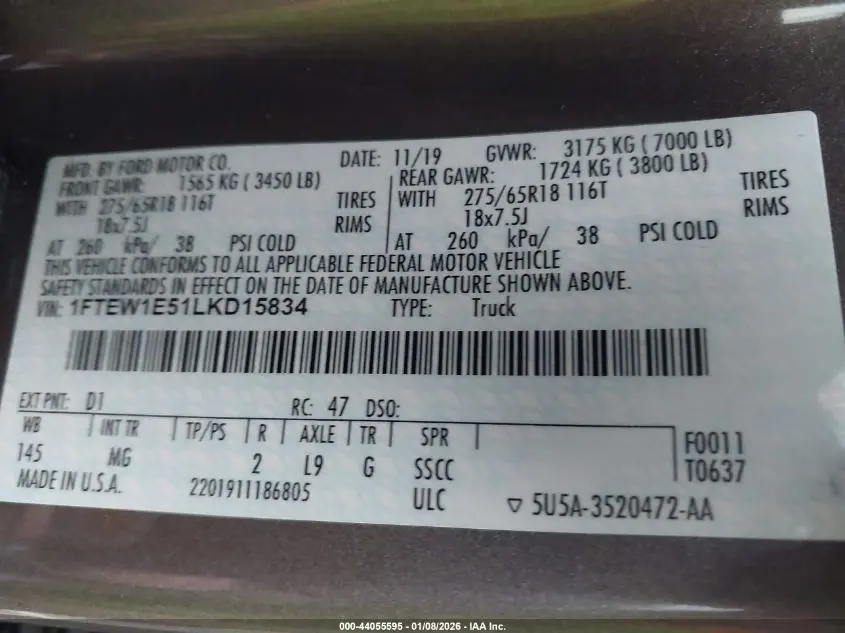 MFD. BY FORD MOTOR CO. DATE: 11/19 GVWR: 3175 KG ( 7000 LB)
FRONT GAWR: 1565 KG ( 3450 LB) REAR GAWR: 1724 KG ( 3800 LB)
WITH 275/65R18 116T TIRES WITH 275/65R18 116T TIRES
18x7.5J RIMS 18x7.5J RIMS
AT 260 kPa/ 38 PSI COLD AT 260 kPa/ 38 PSI COLD
THIS VEHICLE CONFORMS TO ALL APPLICABLE FEDERAL MOTOR VEHICLE
SAFETY STANDARDS IN EFFECT ON THE DATE OF MANUFACTURE SHOWN ABOVE.
VIN: 1FTEW1E51LKD15834 TYPE: Truck
EXT PNT: D1 RC: 47 DSO:
WB INT TR TP/PS R AXLE TR SPR F0011
145 MG 2 L9 G SSCC T0637
MADE IN U.S.A. 2201911186805 ULC 5U5A-3520472-AA
000-44055595 - 01/08/2026 - IAA Inc.